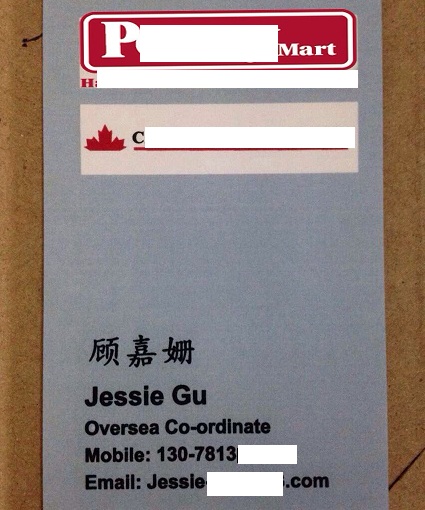 P Mart
H
C
顾嘉姗
Jessie Gu
Oversea Co-ordinate
Mobile: 130-7813
Email: Jessie- .com